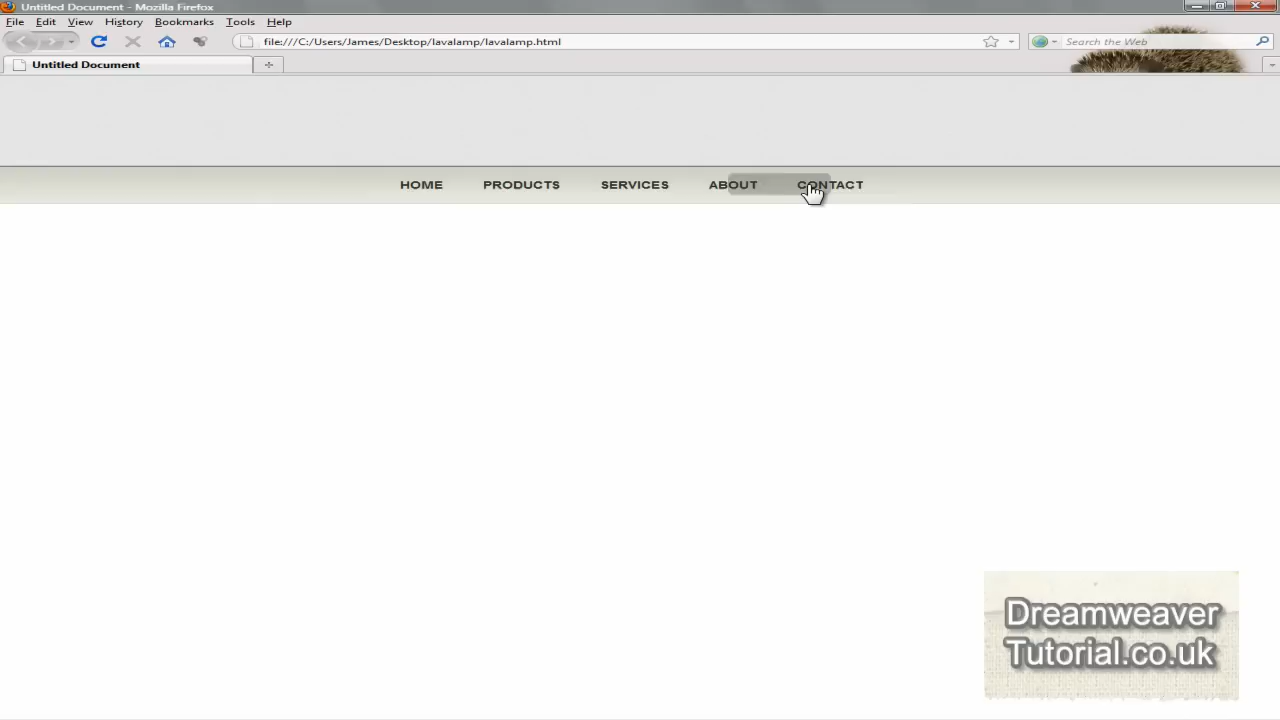 Untitled Document - Mozilla Firefox
File Edit View History Bookmarks Tools Help
file:///C:/Users/James/Desktop/lavalamp/lavalamp.html
Search the Web
Untitled Document
HOME PRODUCTS SERVICES ABOUT CONTACT
Dreamweaver
Tutorial.co.uk